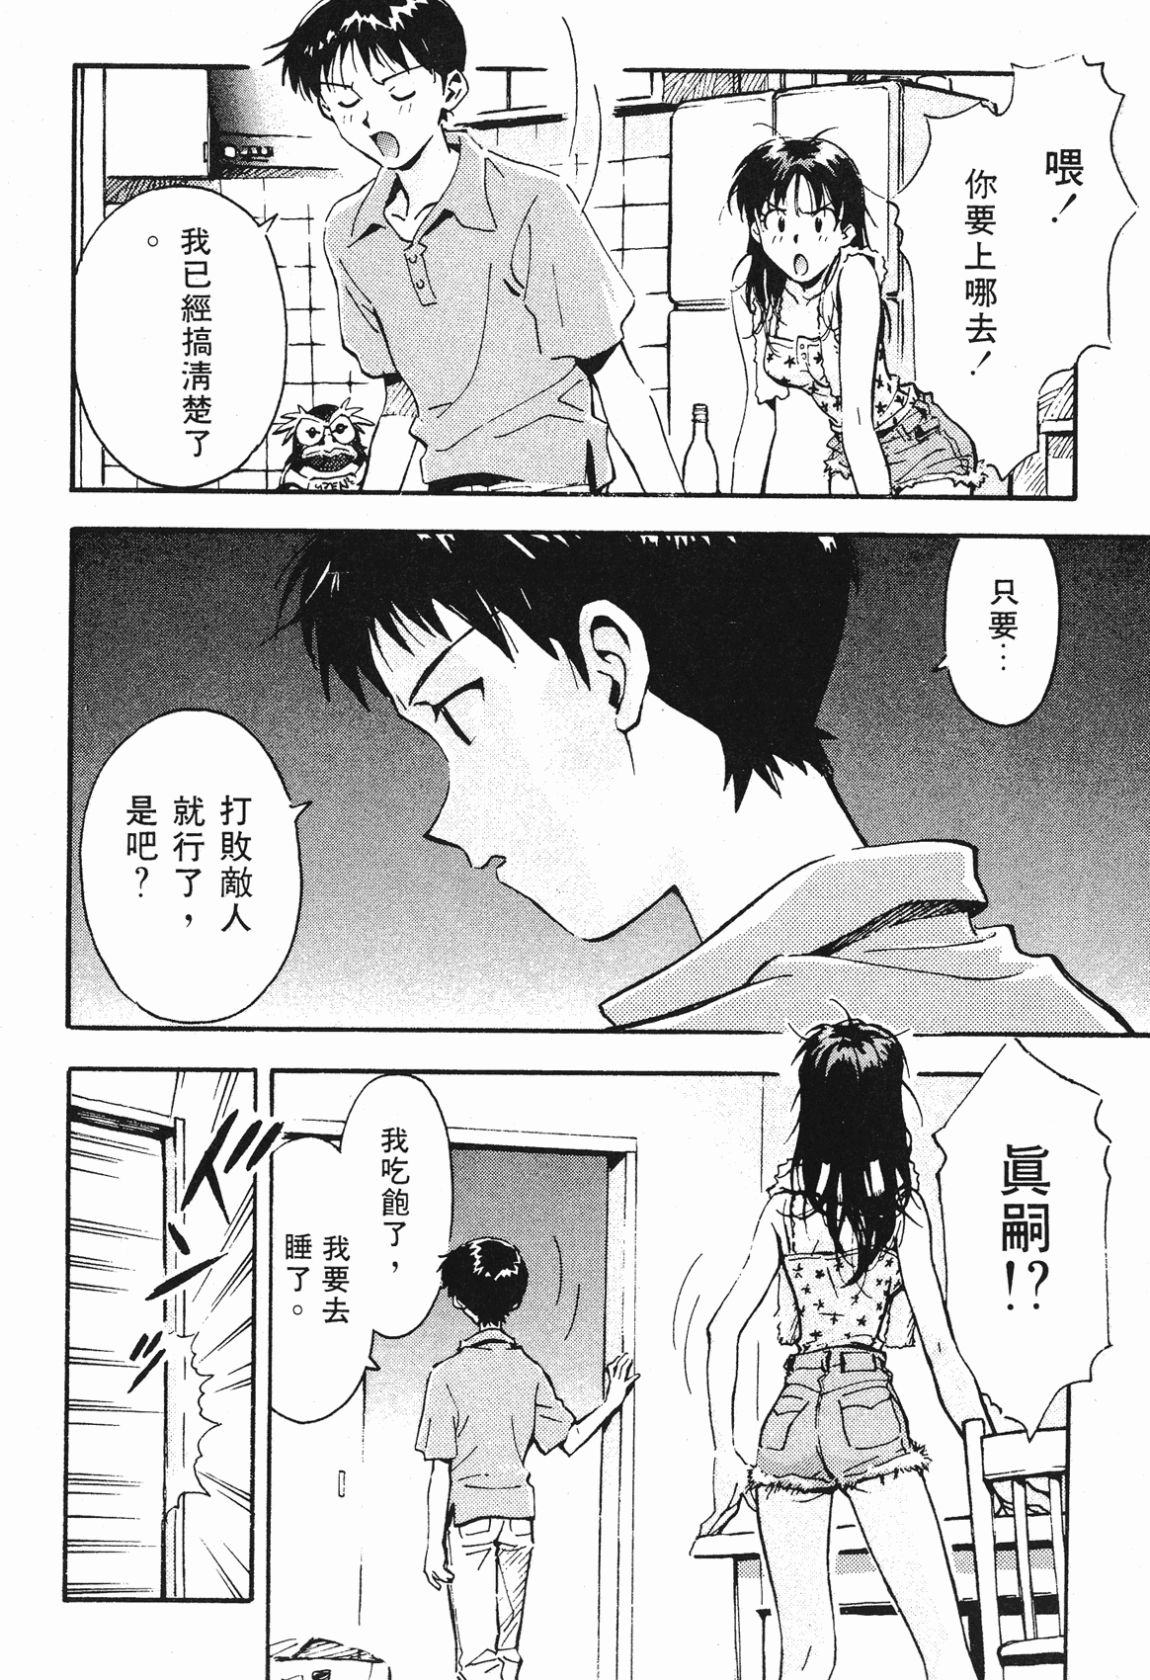 喂！
你要上哪去！
我已經搞清楚了
。
只要…
打敗敵人
就行了，
是吧？
眞嗣！？
我吃飽了，
我要去
睡了。